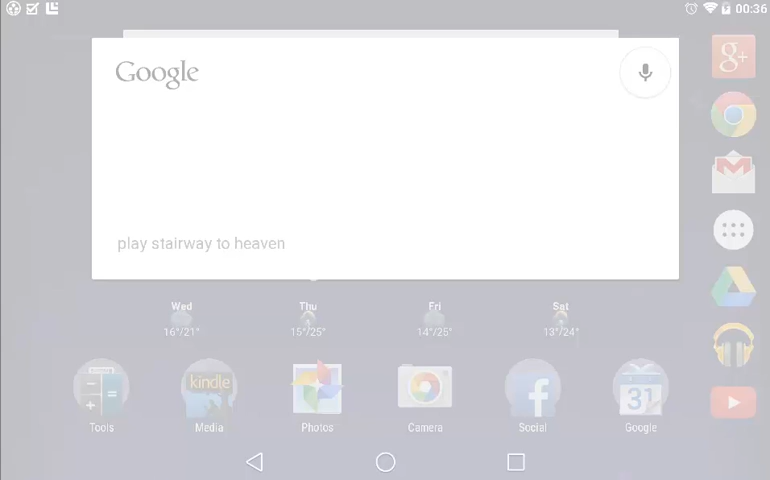 00:36
Google
g+
play stairway to heaven
Wed
Thu
Fri
Sat
16°/21°
15°/25°
14°/25°
13°/24°
kindle
f
31
Tools
Media
Photos
Camera
Social
Google